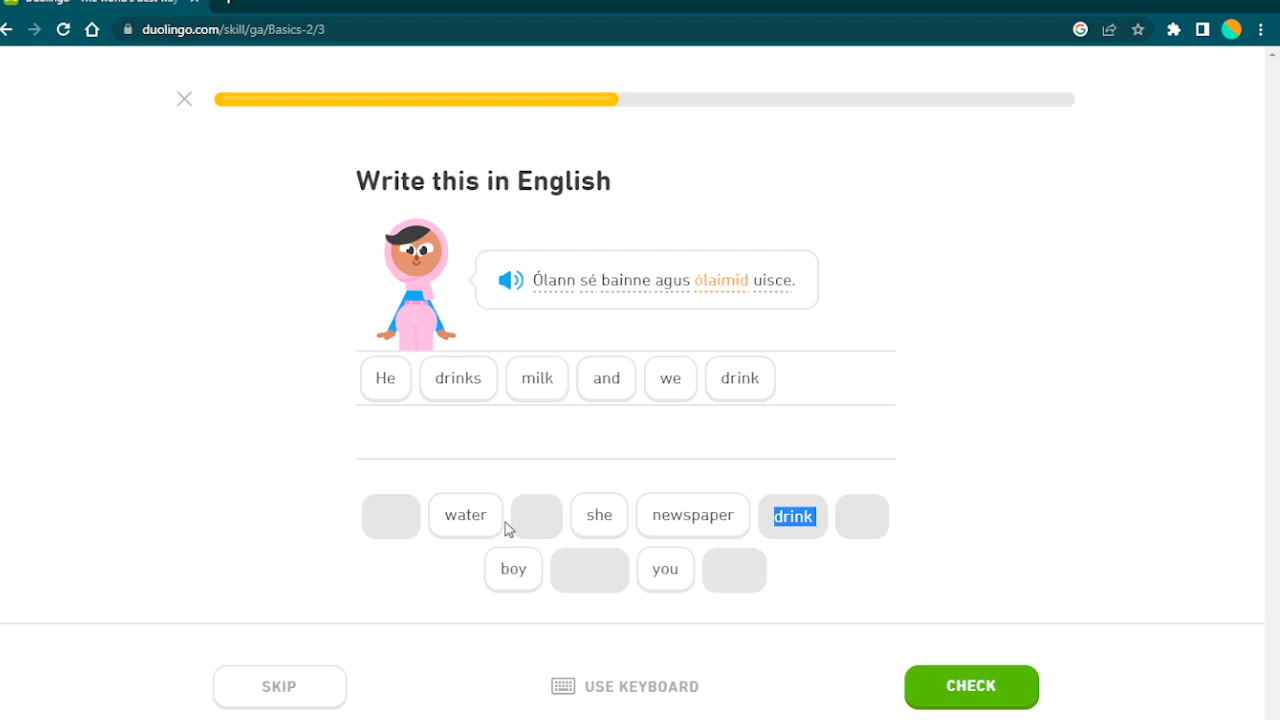 duolingo.com/skill/ga/Basics-2/3
Write this in English
Ólann sé bainne agus ólaimid uisce.
He drinks milk and we drink
water she newspaper drink
boy you
SKIP USE KEYBOARD CHECK